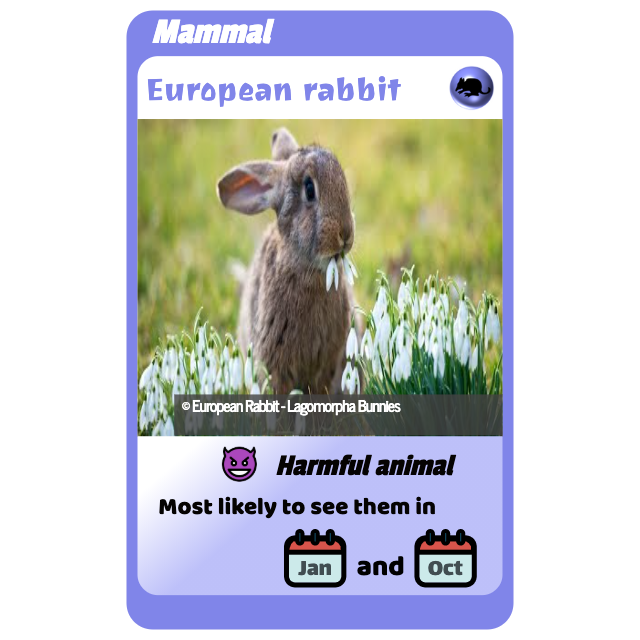 Mammal
European rabbit
© European Rabbit - Lagomorpha Bunnies
Harmful animal
Most likely to see them in
Jan and Oct